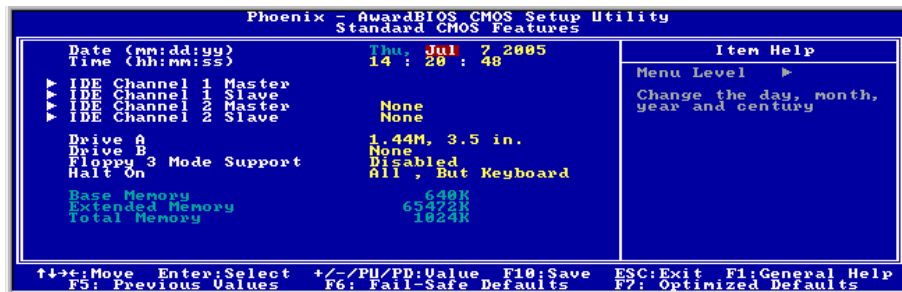 Phoenix - AwardBIOS CMOS Setup Utility
Standard CMOS Features
Date (mm:dd:yy) Thu, Jul 7 2005
Time (hh:mm:ss) 14 : 20 : 48
IDE Channel 1 Master
IDE Channel 1 Slave
IDE Channel 2 Master None
IDE Channel 2 Slave None
Drive A 1.44M, 3.5 in.
Drive B None
Floppy 3 Mode Support Disabled
Halt On All , But Keyboard
Base Memory 640K
Extended Memory 65472K
Total Memory 1024K
Item Help
Menu Level ►
Change the day, month,
year and century
↑↓→←:Move Enter:Select +/-/PU/PD:Value F10:Save ESC:Exit F1:General Help
F5: Previous Values F6: Fail-Safe Defaults F7: Optimized Defaults